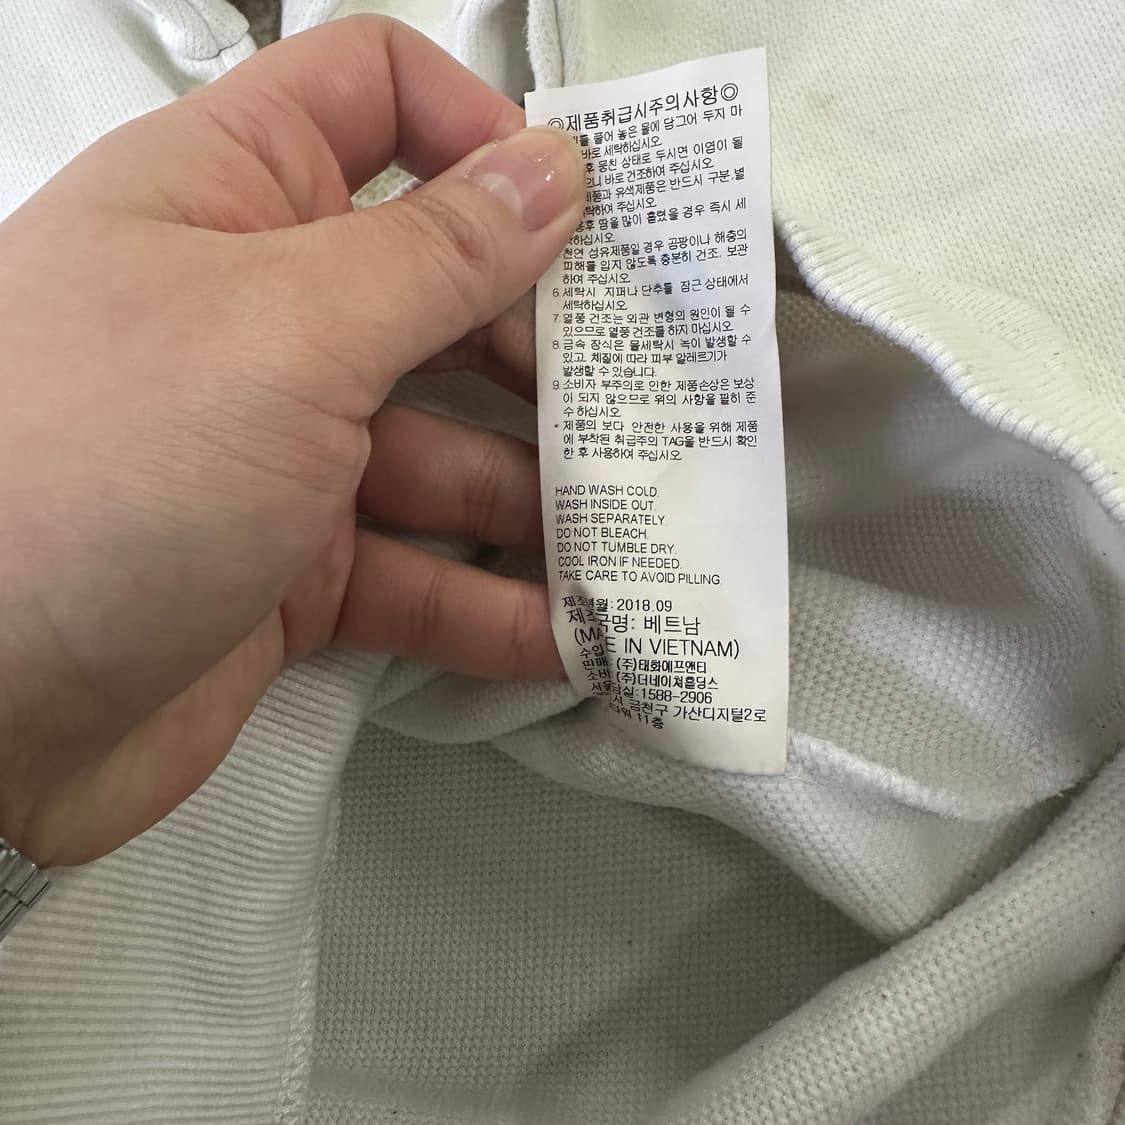 ◎제품취급시주의사항◎
풀어 놓은 물에 담그어 두지 마
바로 세탁하십시오.
후 뭉친 상태로 두시면 이염이 될
바로 건조하여 주십시오.
제품과 유색제품은 반드시 구분.별
하여 주십시오.
땀을 많이 흘렸을 경우 즉시 세
하십시오.
천연 섬유제품일 경우 곰팡이나 해충의
피해를 입지 않도록 충분히 건조, 보관
하여 주십시오.
6.세탁시 지퍼나 단추를 잠근 상태에서
세탁하십시오.
7.열풍 건조는 외관 변형의 원인이 될 수
있으므로 열풍 건조를 하지 마십시오.
8.금속 장식은 물세탁시 녹이 발생할 수
있고, 체질에 따라 피부 알레르기가
발생할 수 있습니다.
9.소비자 부주의로 인한 제품손상은 보상
이 되지 않으므로 위의 사항을 필히 준
수 하십시오.
* 제품의 보다 안전한 사용을 위해 제품
에 부착된 취급주의 TAG을 반드시 확인
한 후 사용하여 주십시오.
HAND WASH COLD.
WASH INSIDE OUT.
WASH SEPARATELY.
DO NOT BLEACH.
DO NOT TUMBLE DRY.
COOL IRON IF NEEDED.
TAKE CARE TO AVOID PILLING.
제조년월: 2018.09
제조국명: 베트남
(MADE IN VIETNAM)
(주)태화에프앤티
(주)더네이쳐홀딩스
:1588-2906
금천구 가산디지털2로
11층